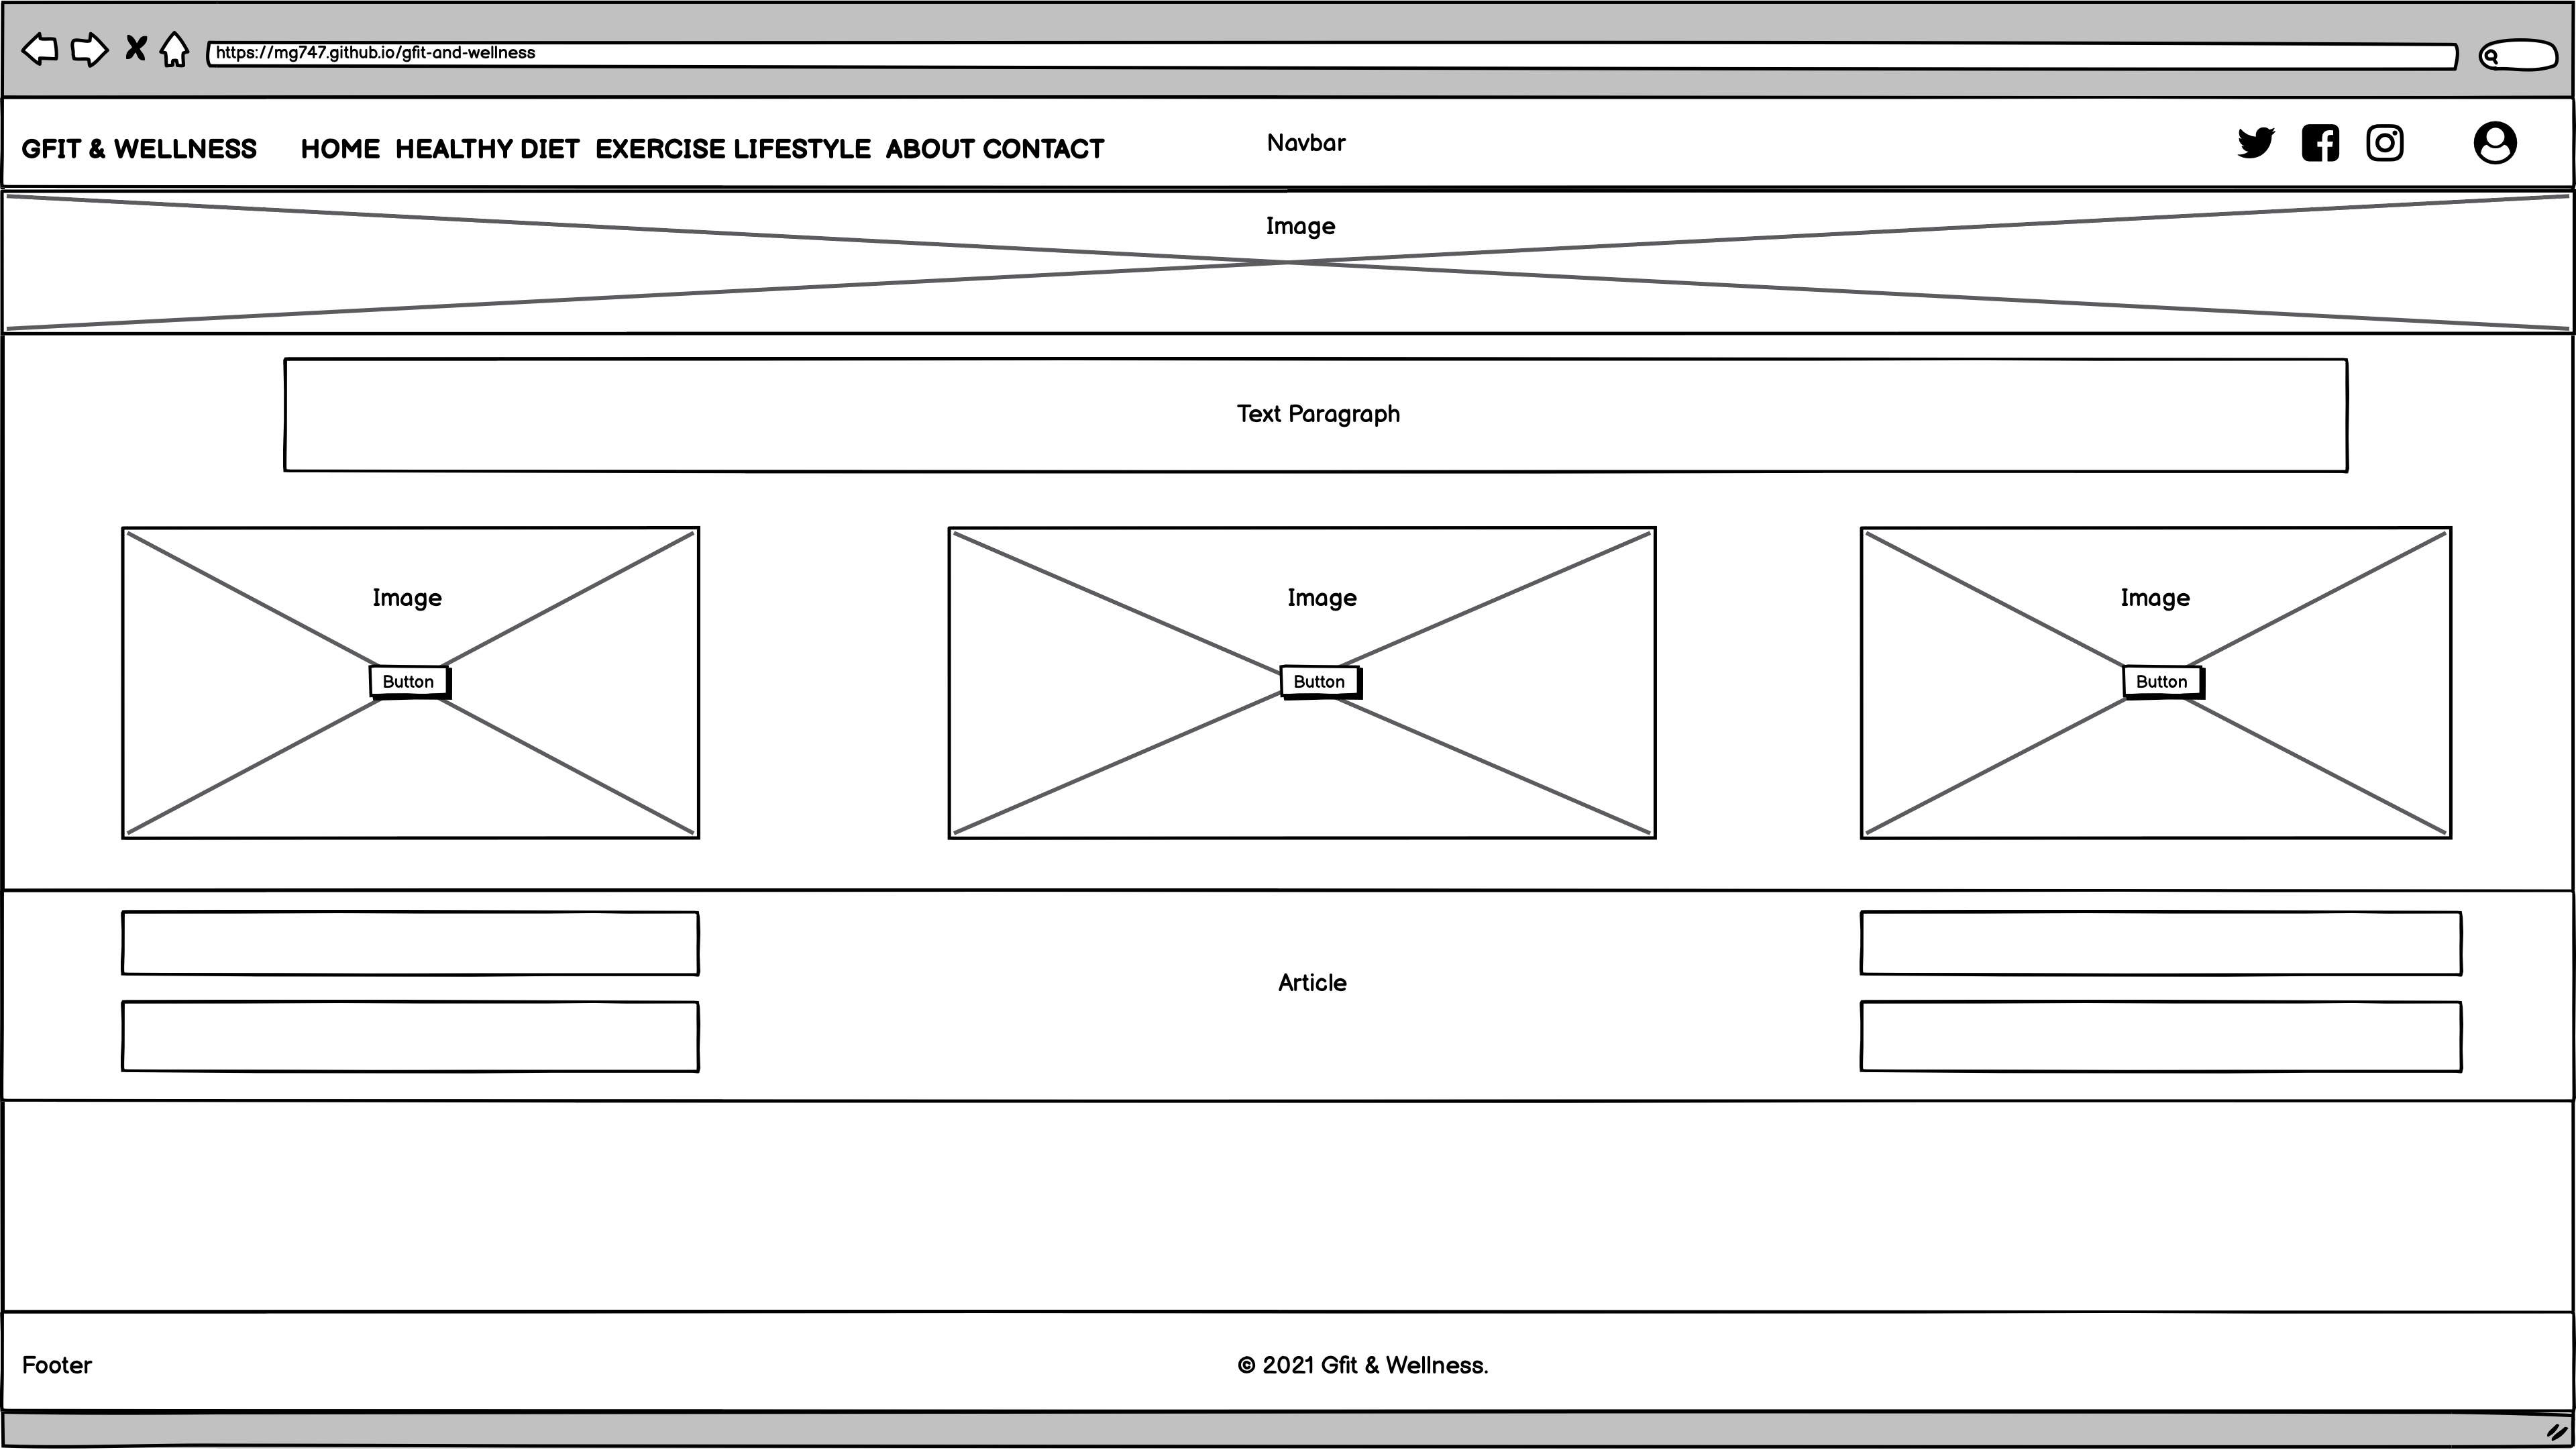 https://mg747.github.io/gfit-and-wellness
GFIT & WELLNESS HOME HEALTHY DIET EXERCISE LIFESTYLE ABOUT CONTACT Navbar
Image
Text Paragraph
Image Image Image
Button Button Button
Article
Footer © 2021 Gfit & Wellness.